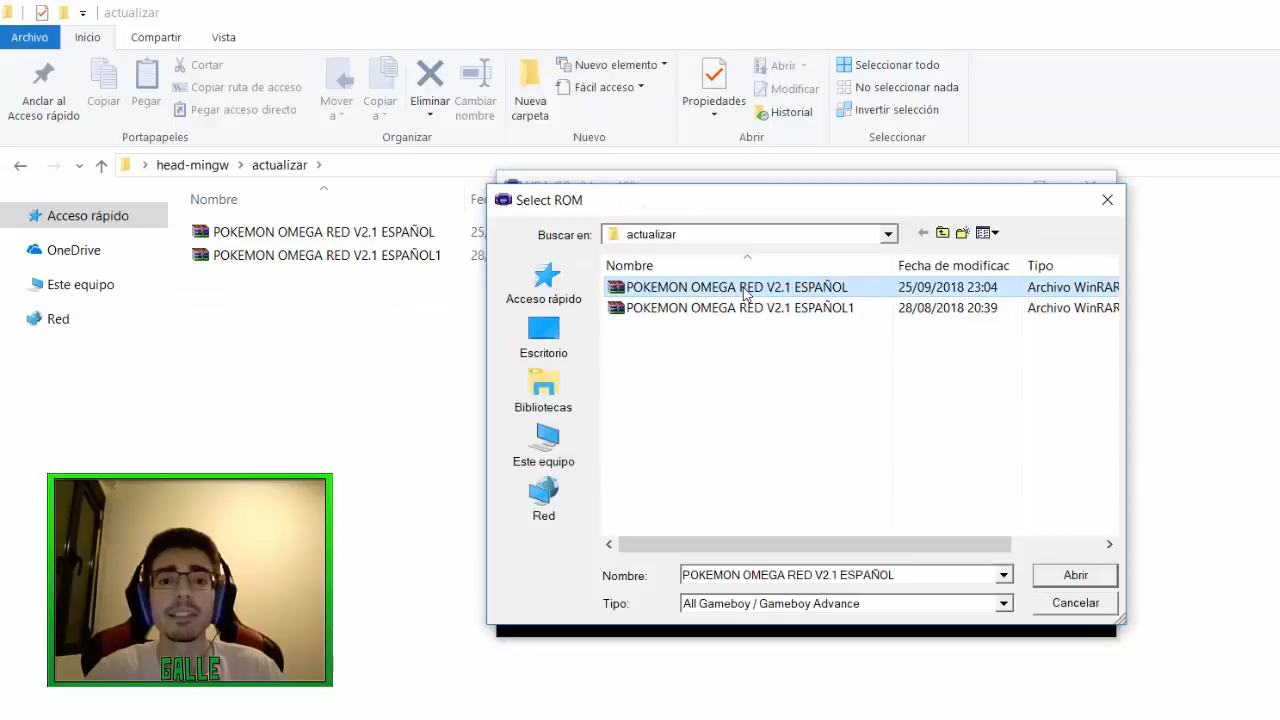 actualizar
Archivo Inicio Compartir Vista
Anclar al Acceso rápido
Copiar
Pegar
Cortar
Copiar ruta de acceso
Pegar acceso directo
Portapapeles
Mover a
Copiar a
Eliminar
Cambiar nombre
Organizar
Nueva carpeta
Nuevo elemento
Fácil acceso
Nuevo
Propiedades
Abrir
Modificar
Historial
Abrir
Seleccionar todo
No seleccionar nada
Invertir selección
Seleccionar
head-mingw actualizar
Acceso rápido
OneDrive
Este equipo
Red
Nombre Fe
POKEMON OMEGA RED V2.1 ESPAÑOL 25/
POKEMON OMEGA RED V2.1 ESPAÑOL1 28/
Select ROM
Buscar en: actualizar
Acceso rápido
Escritorio
Bibliotecas
Este equipo
Red
Nombre Fecha de modificac Tipo
POKEMON OMEGA RED V2.1 ESPAÑOL 25/09/2018 23:04 Archivo WinRAR
POKEMON OMEGA RED V2.1 ESPAÑOL1 28/08/2018 20:39 Archivo WinRAR
Nombre: POKEMON OMEGA RED V2.1 ESPAÑOL Abrir
Tipo: All Gameboy / Gameboy Advance Cancelar
GALLE